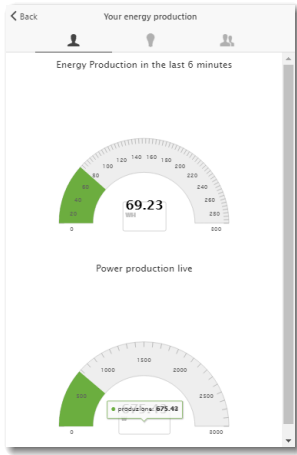 Back
Your energy production
Energy Production in the last 6 minutes
0 20 40 60 80 100 120 140 160 180 200 220 240 260 280 300
69.23
Power production live
0 500 1000 1500 2000 2500 3000
produziona: 675.42